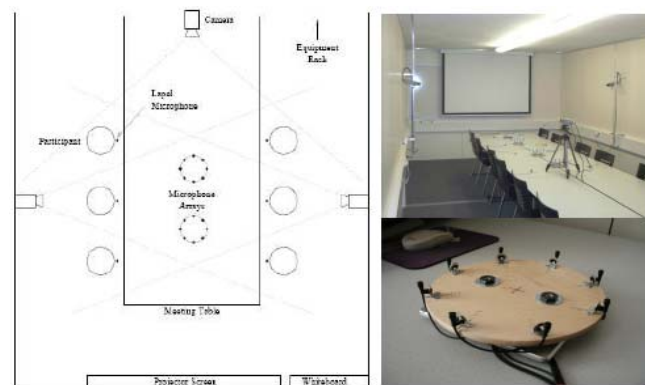 Camera
Equipment
Rack
Lapel
Microphone
Participant
Microphone
Arrays
Meeting Table
Projector Screen
Whiteboard